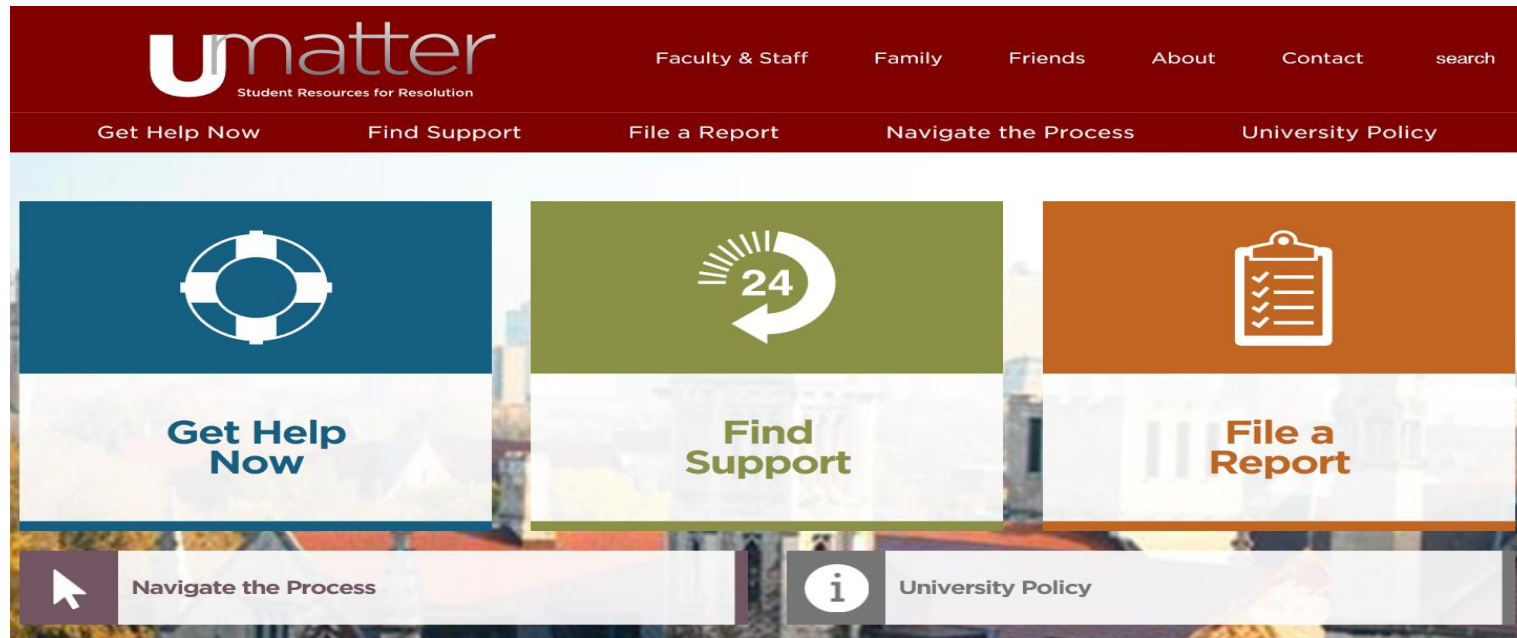 umatter
Student Resources for Resolution
Faculty & Staff Family Friends About Contact search
Get Help Now Find Support File a Report Navigate the Process University Policy
24
Get Help
Now
Find
Support
File a
Report
Navigate the Process
i
University Policy